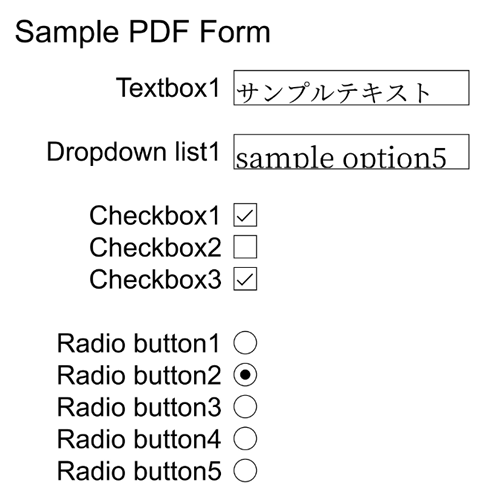 Sample PDF Form
Textbox1 サンプルテキスト
Dropdown list1 sample option5
Checkbox1
Checkbox2
Checkbox3
Radio button1
Radio button2
Radio button3
Radio button4
Radio button5